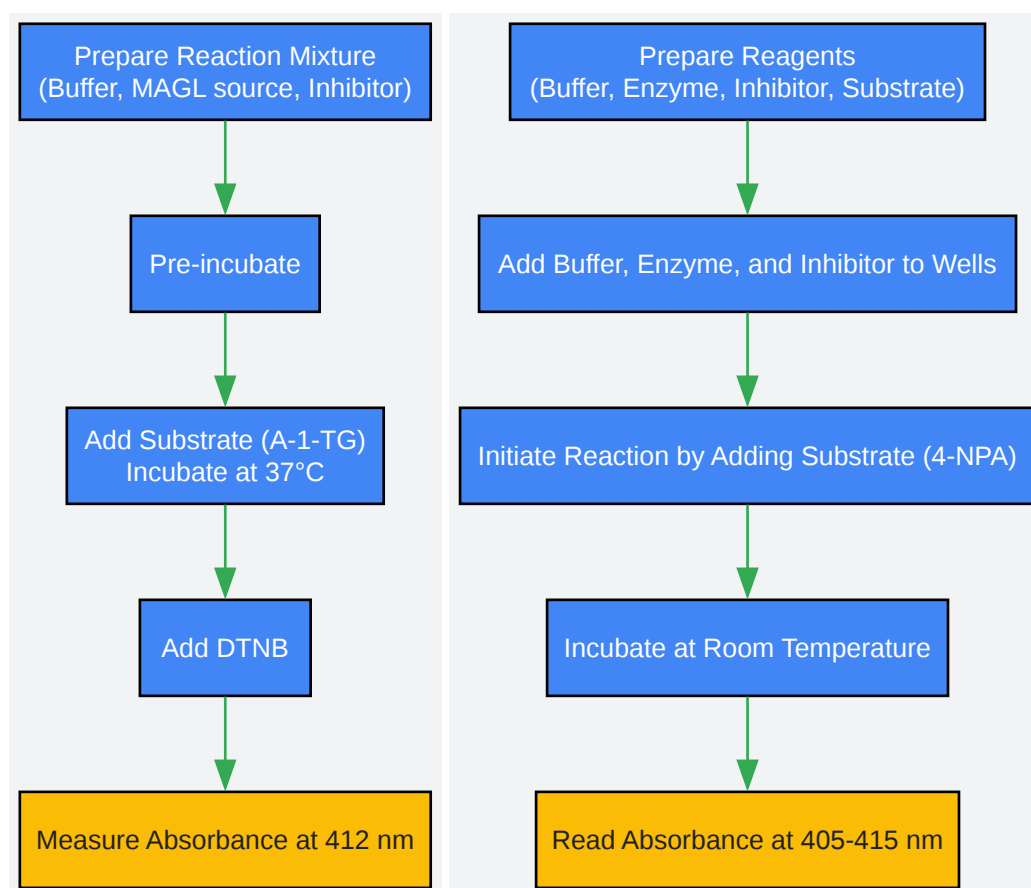 Prepare Reaction Mixture
(Buffer, MAGL source, Inhibitor)
Pre-incubate
Add Substrate (A-1-TG)
Incubate at 37°C
Add DTNB
Measure Absorbance at 412 nm
Prepare Reagents
(Buffer, Enzyme, Inhibitor, Substrate)
Add Buffer, Enzyme, and Inhibitor to Wells
Initiate Reaction by Adding Substrate (4-NPA)
Incubate at Room Temperature
Read Absorbance at 405-415 nm